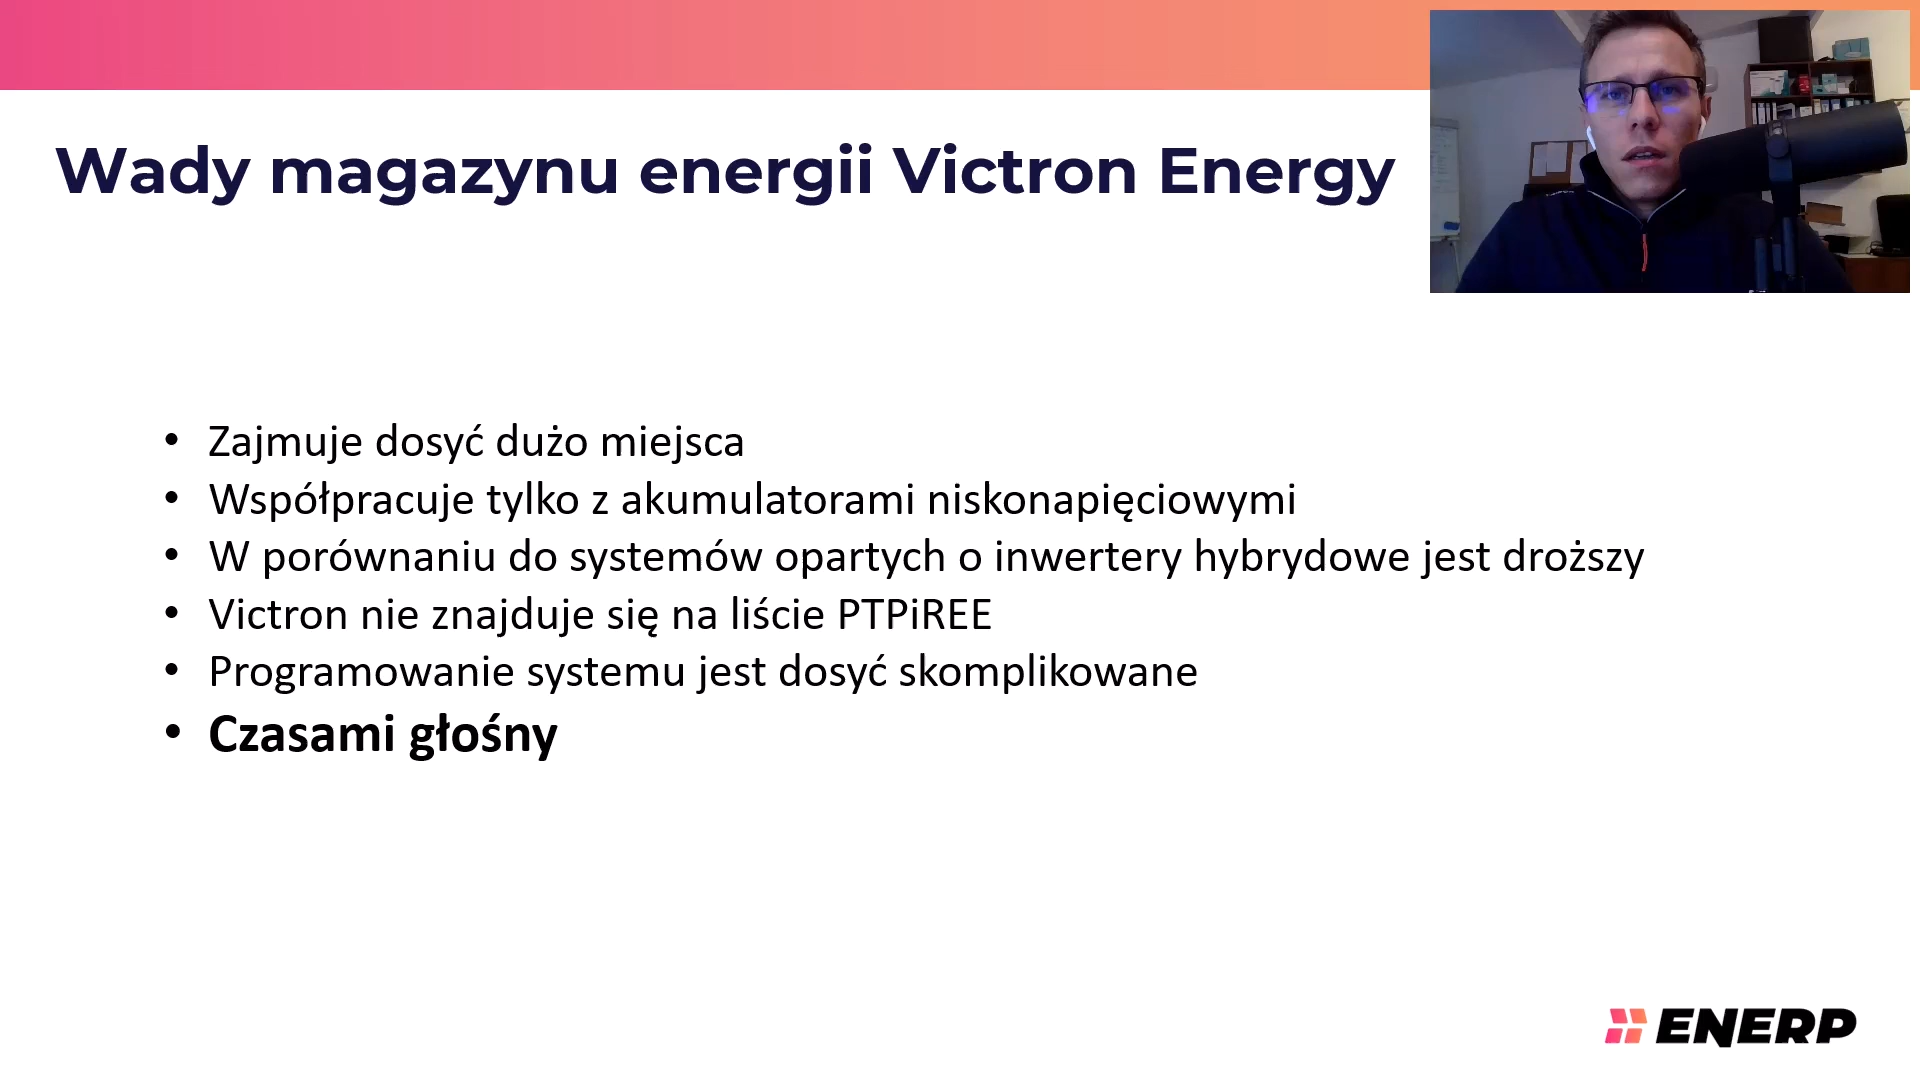 Wady magazynu energii Victron Energy
• Zajmuje dosyć dużo miejsca
• Współpracuje tylko z akumulatorami niskonapięciowymi
• W porównaniu do systemów opartych o inwertery hybrydowe jest droższy
• Victron nie znajduje się na liście PTPiREE
• Programowanie systemu jest dosyć skomplikowane
• Czasami głośny
ENERP